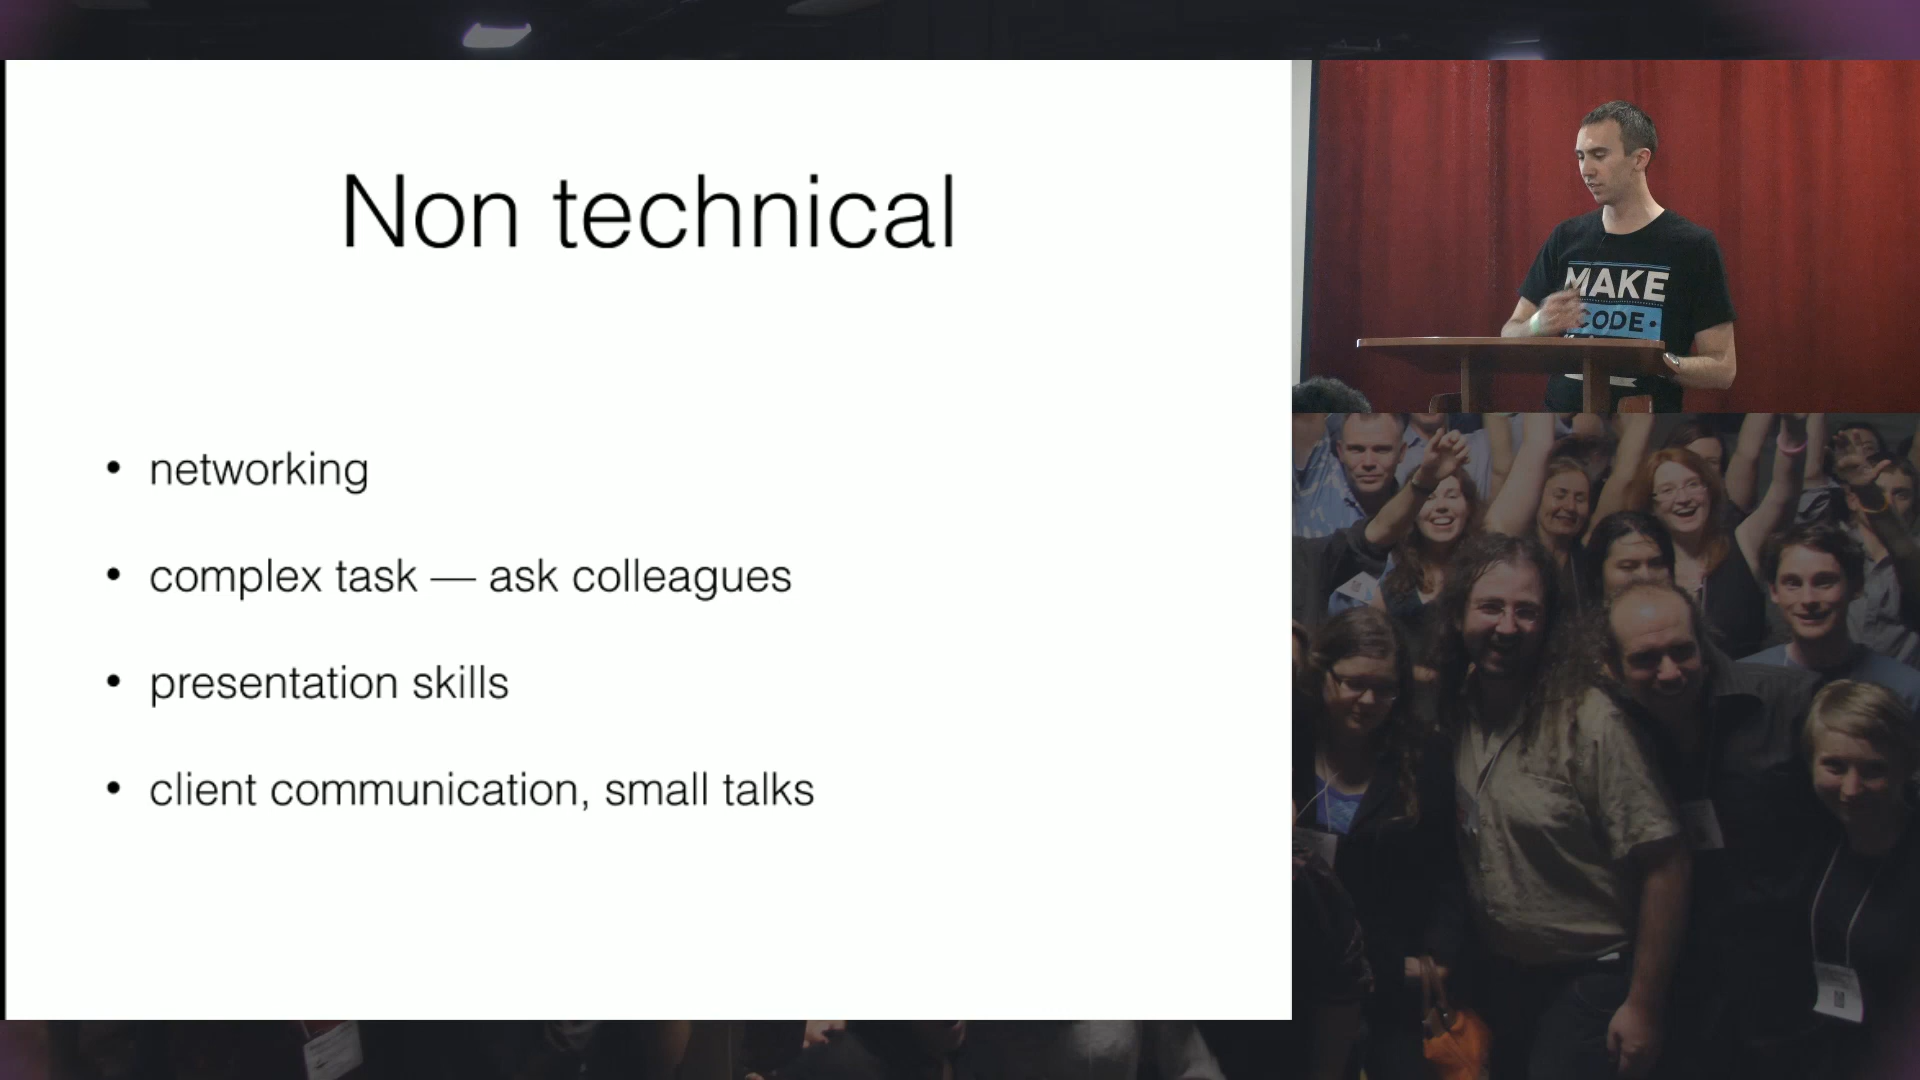 Non technical
• networking
• complex task — ask colleagues
• presentation skills
• client communication, small talks
MAKE
CODE •